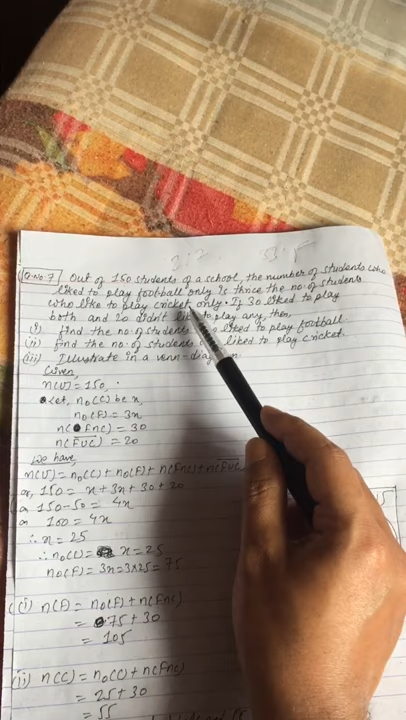 Q.No.7 Out of 150 students of a school, the number of students who
liked to play football only is thrice the no. of students
who like to play cricket only. If 30 liked to play
both and 20 didn't like to play any, then,
(i) find the no. of students liked to play football.
(ii) find the no. of students liked to play cricket.
(iii) Illustrate in a venn-diagram
Given,
n(U) = 150,
Let, n₀(C) be x,
n₀(F) = 3x
n(F∩C) = 30
n(F∪C) = 20
We have,
n(U) = n₀(C) + n₀(F) + n(F∩C) + n(F∪C
or, 150 = x + 3x + 30 + 20
or 150 - 50 = 4x
or 100 = 4x
∴ x = 25
∴ n₀(C) = x = 25
n₀(F) = 3x = 3×25 = 75
(i) n(F) = n₀(F) + n(F∩C)
= 75 + 30
= 105
(ii) n(C) = n₀(C) + n(F∩C)
= 25 + 30
= 55